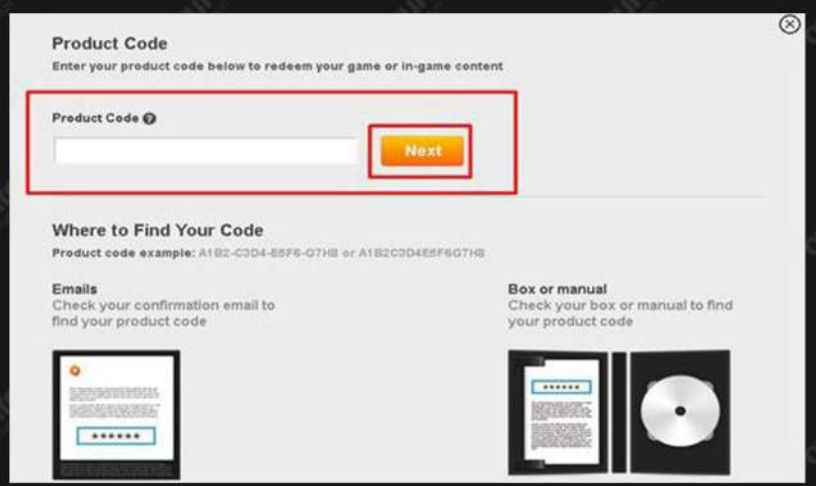 Product Code
Enter your product code below to redeem your game or in-game content
Product Code ?
Next
Where to Find Your Code
Product code example: A1B2-C3D4-E5F6-G7H8 or A1B2C3D4E5F6G7H8
Emails
Check your confirmation email to
find your product code
Box or manual
Check your box or manual to find
your product code
******
******